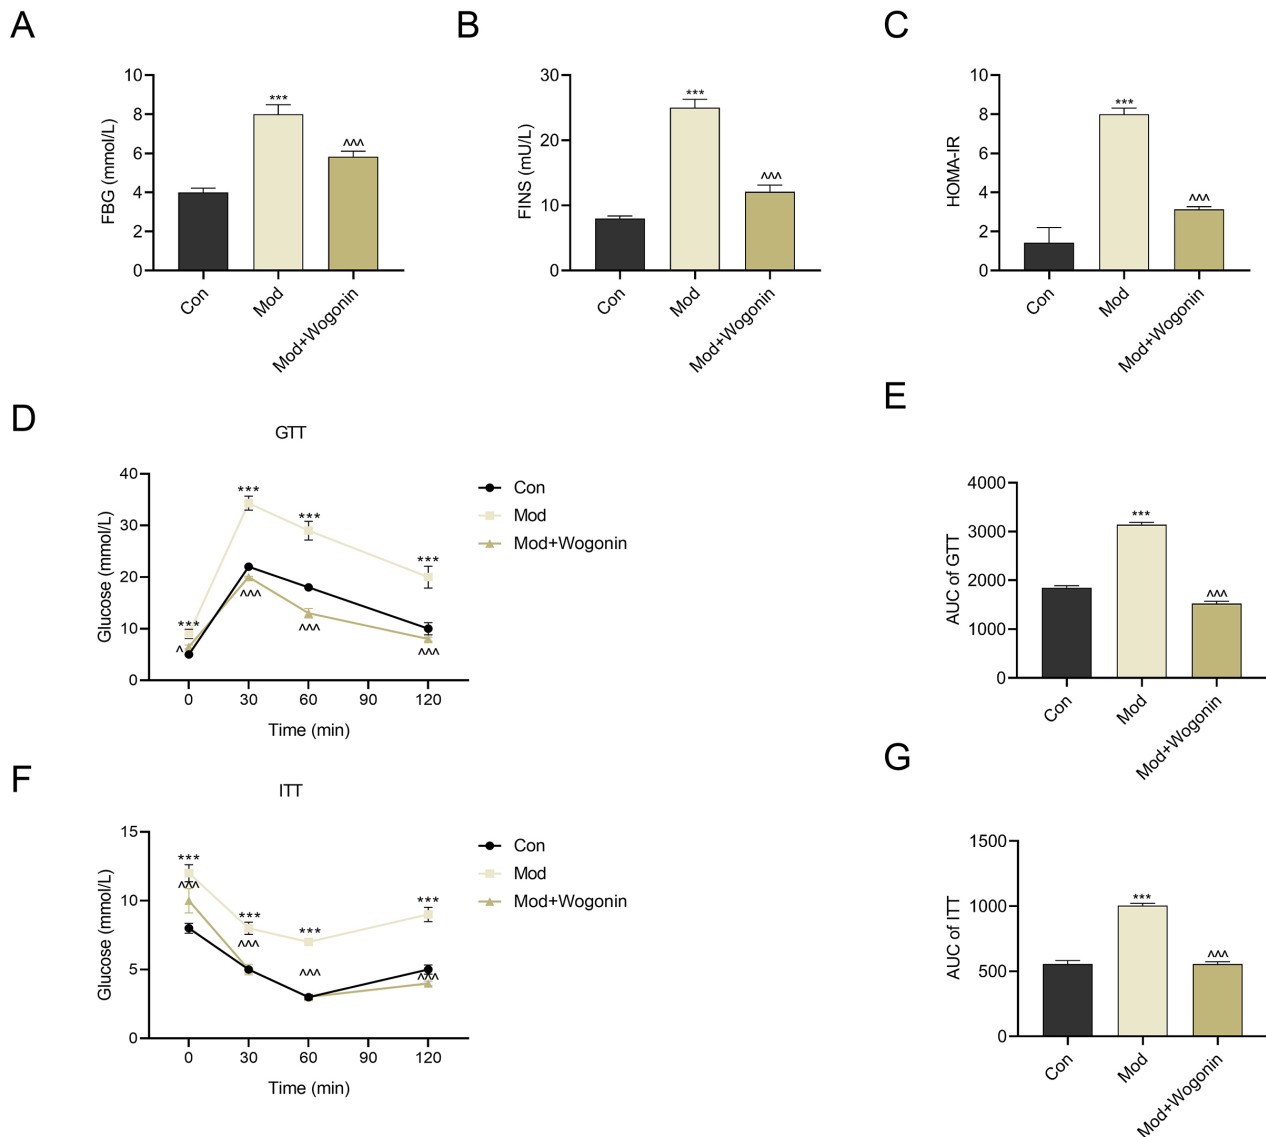 A
B
C
10
8
6
4
2
0
FBG (mmol/L)
***
^^^
Con
Mod
Mod+Wogonin
30
20
10
0
FINS (mU/L)
***
^^^
Con
Mod
Mod+Wogonin
10
8
6
4
2
0
HOMA-IR
***
^^^
Con
Mod
Mod+Wogonin
D
GTT
40
30
20
10
0
Glucose (mmol/L)
***
***
***
***
^
^^^
^^^
^^^
0 30 60 90 120
Time (min)
Con
Mod
Mod+Wogonin
E
4000
3000
2000
1000
0
AUC of GTT
***
^^^
Con
Mod
Mod+Wogonin
F
ITT
15
10
5
0
Glucose (mmol/L)
***
***
***
***
^^^
^^^
^^^
^^^
0 30 60 90 120
Time (min)
Con
Mod
Mod+Wogonin
G
1500
1000
500
0
AUC of ITT
***
^^^
Con
Mod
Mod+Wogonin